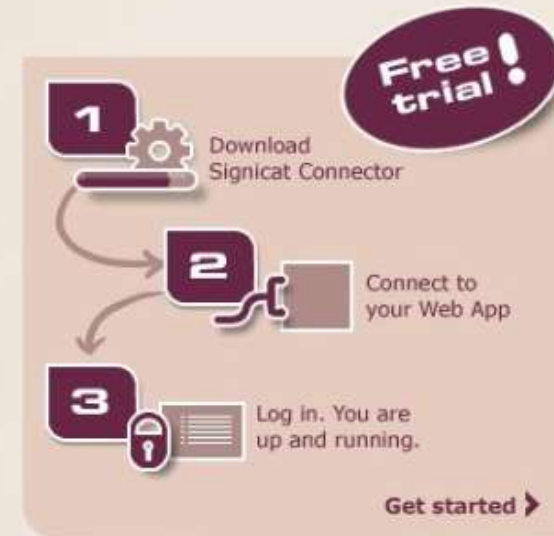 Free
trial!
1
Download
Signicat Connector
2
Connect to
your Web App
3
Log in. You are
up and running.
Get started